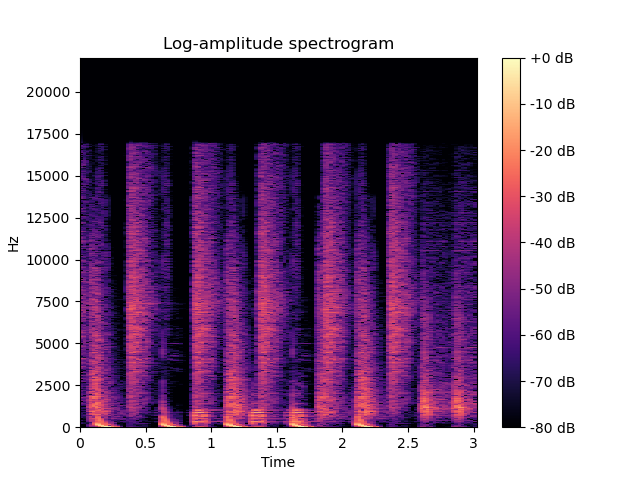 Log-amplitude spectrogram
+0 dB
20000
-10 dB
17500
-20 dB
15000
-30 dB
12500
Hz
-40 dB
10000
-50 dB
7500
-60 dB
5000
-70 dB
2500
0
-80 dB
0 0.5 1 1.5 2 2.5 3
Time